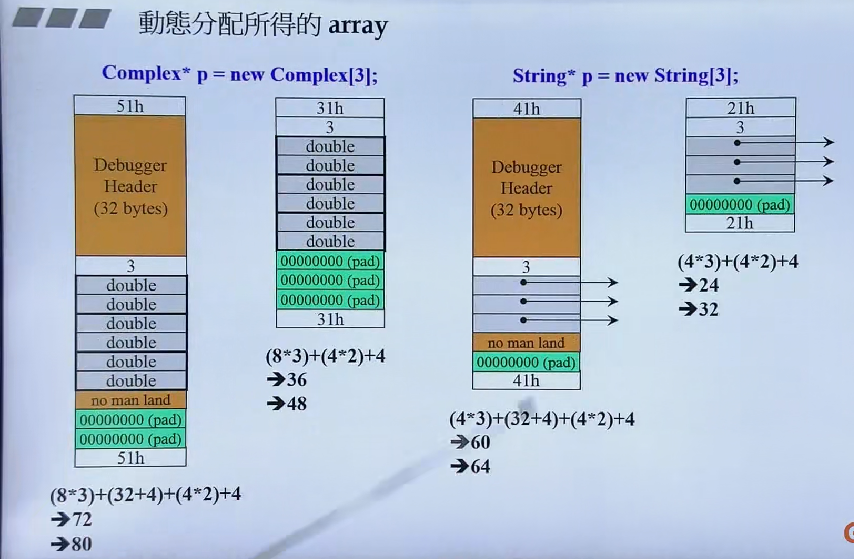 動態分配所得的 array
Complex* p = new Complex[3];
51h
Debugger
Header
(32 bytes)
3
double
double
double
double
double
double
no man land
00000000 (pad)
00000000 (pad)
51h
(8*3)+(32+4)+(4*2)+4
➔72
➔80
31h
3
double
double
double
double
double
double
00000000 (pad)
00000000 (pad)
00000000 (pad)
31h
(8*3)+(4*2)+4
➔36
➔48
String* p = new String[3];
41h
Debugger
Header
(32 bytes)
3
no man land
00000000 (pad)
41h
(4*3)+(32+4)+(4*2)+4
➔60
➔64
21h
3
00000000 (pad)
21h
(4*3)+(4*2)+4
➔24
➔32